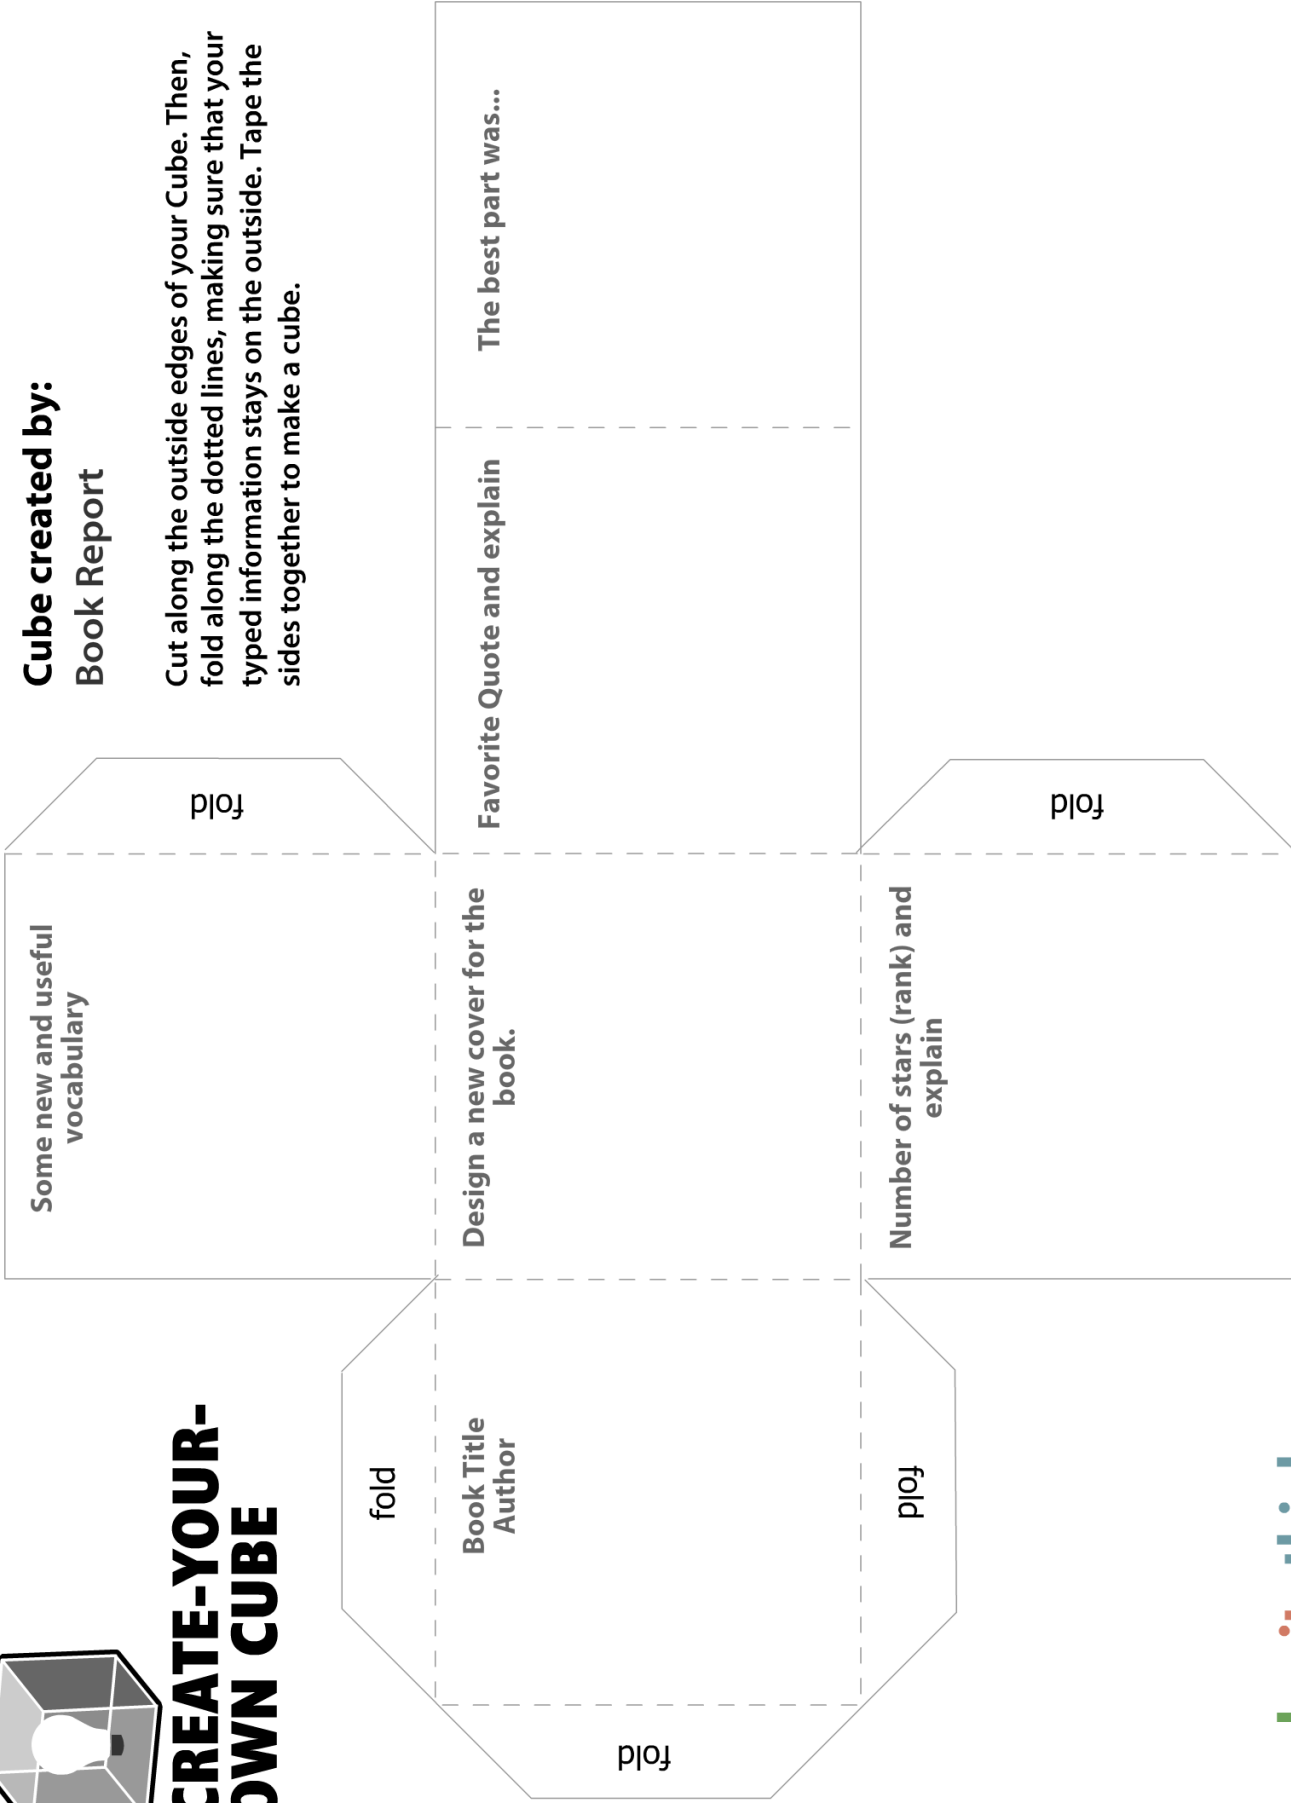 CREATE-YOUR-
OWN CUBE
Cube created by:
Book Report
Cut along the outside edges of your Cube. Then,
fold along the dotted lines, making sure that your
typed information stays on the outside. Tape the
sides together to make a cube.
Some new and useful
vocabulary
fold
fold
Book Title
Author
Design a new cover for the
book.
Favorite Quote and explain
The best part was...
fold
fold
Number of stars (rank) and
explain
fold